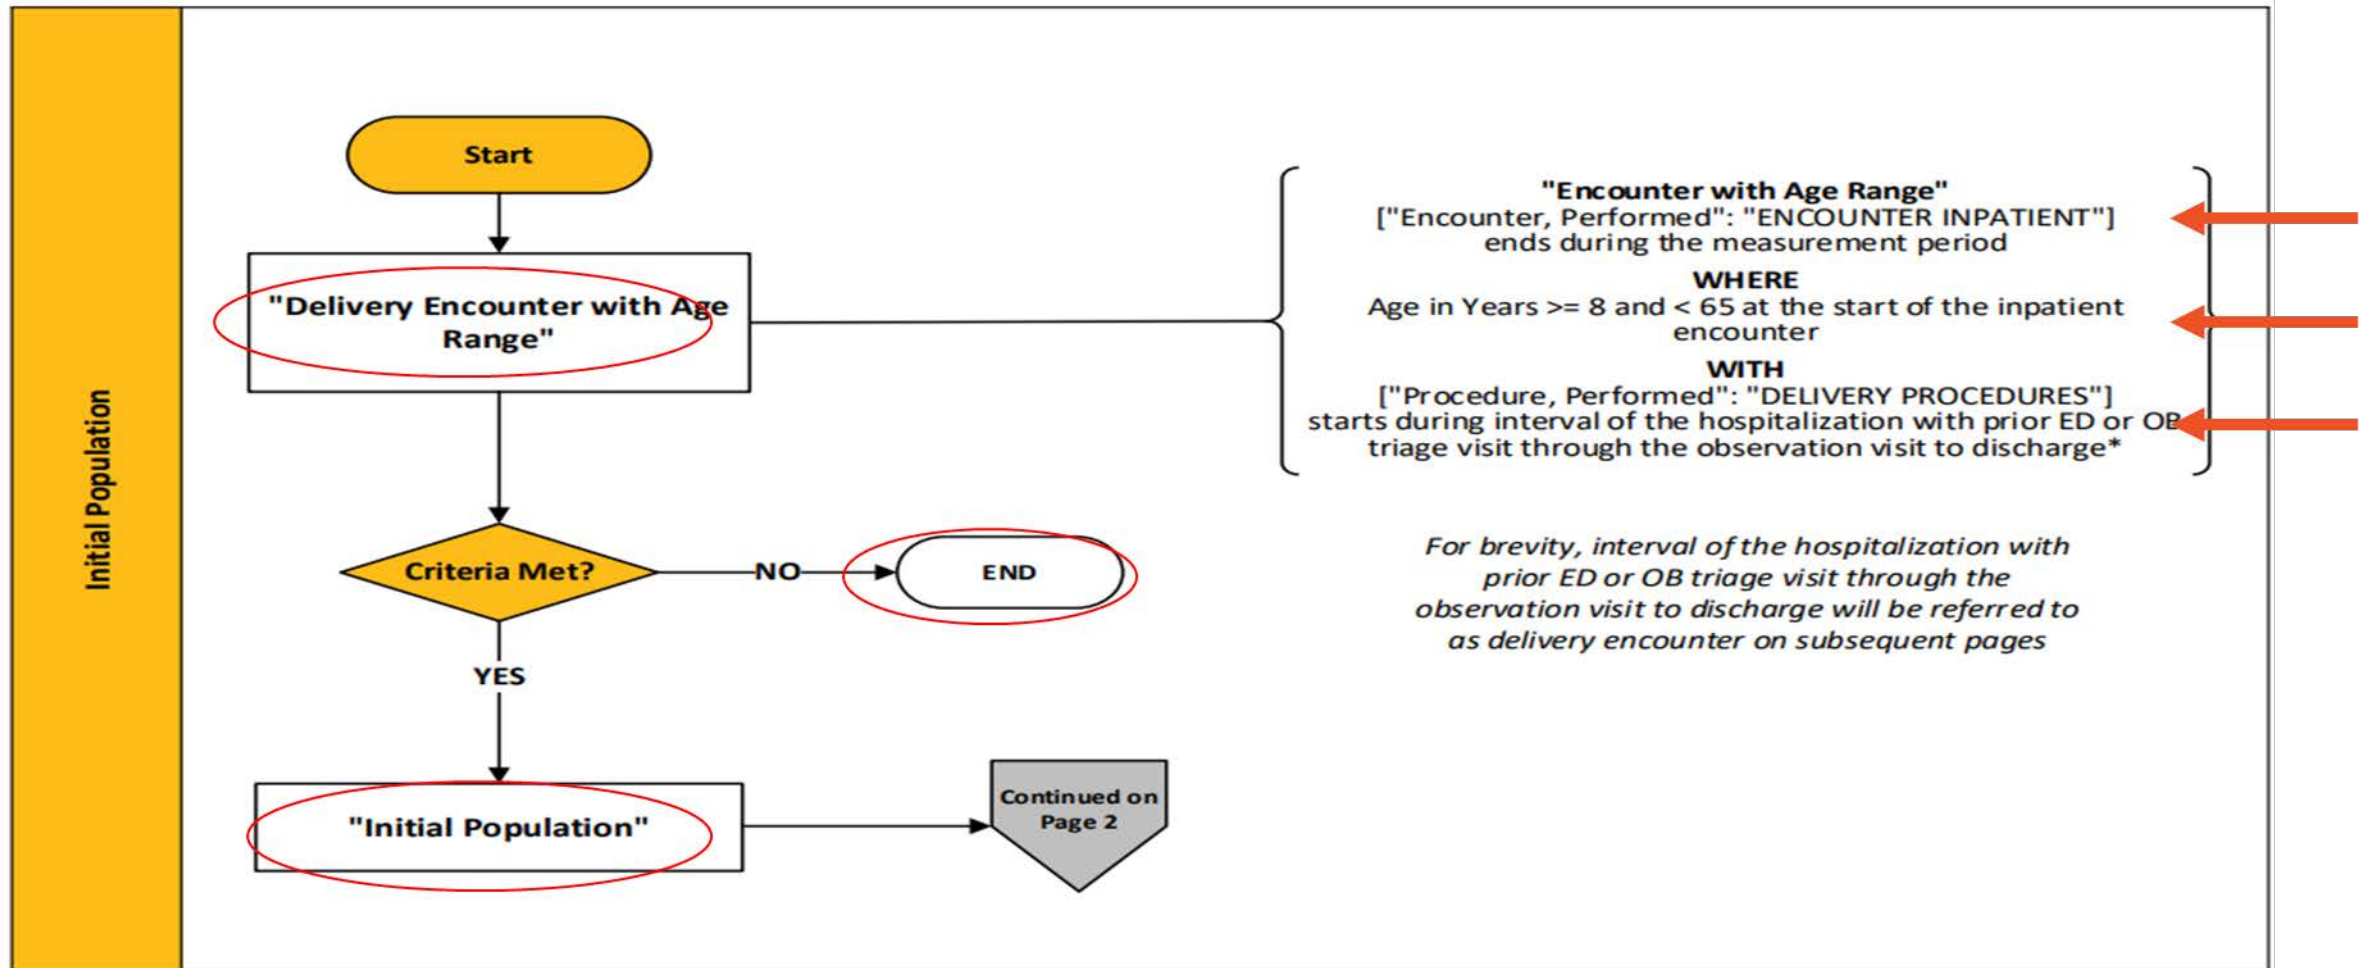 Initial Population
Start
"Delivery Encounter with Age
Range"
"Encounter with Age Range"
["Encounter, Performed": "ENCOUNTER INPATIENT"]
ends during the measurement period
WHERE
Age in Years >= 8 and < 65 at the start of the inpatient
encounter
WITH
["Procedure, Performed": "DELIVERY PROCEDURES"]
starts during interval of the hospitalization with prior ED or OB
triage visit through the observation visit to discharge*
Criteria Met?
NO
END
For brevity, interval of the hospitalization with
prior ED or OB triage visit through the
observation visit to discharge will be referred to
as delivery encounter on subsequent pages
YES
"Initial Population"
Continued on
Page 2